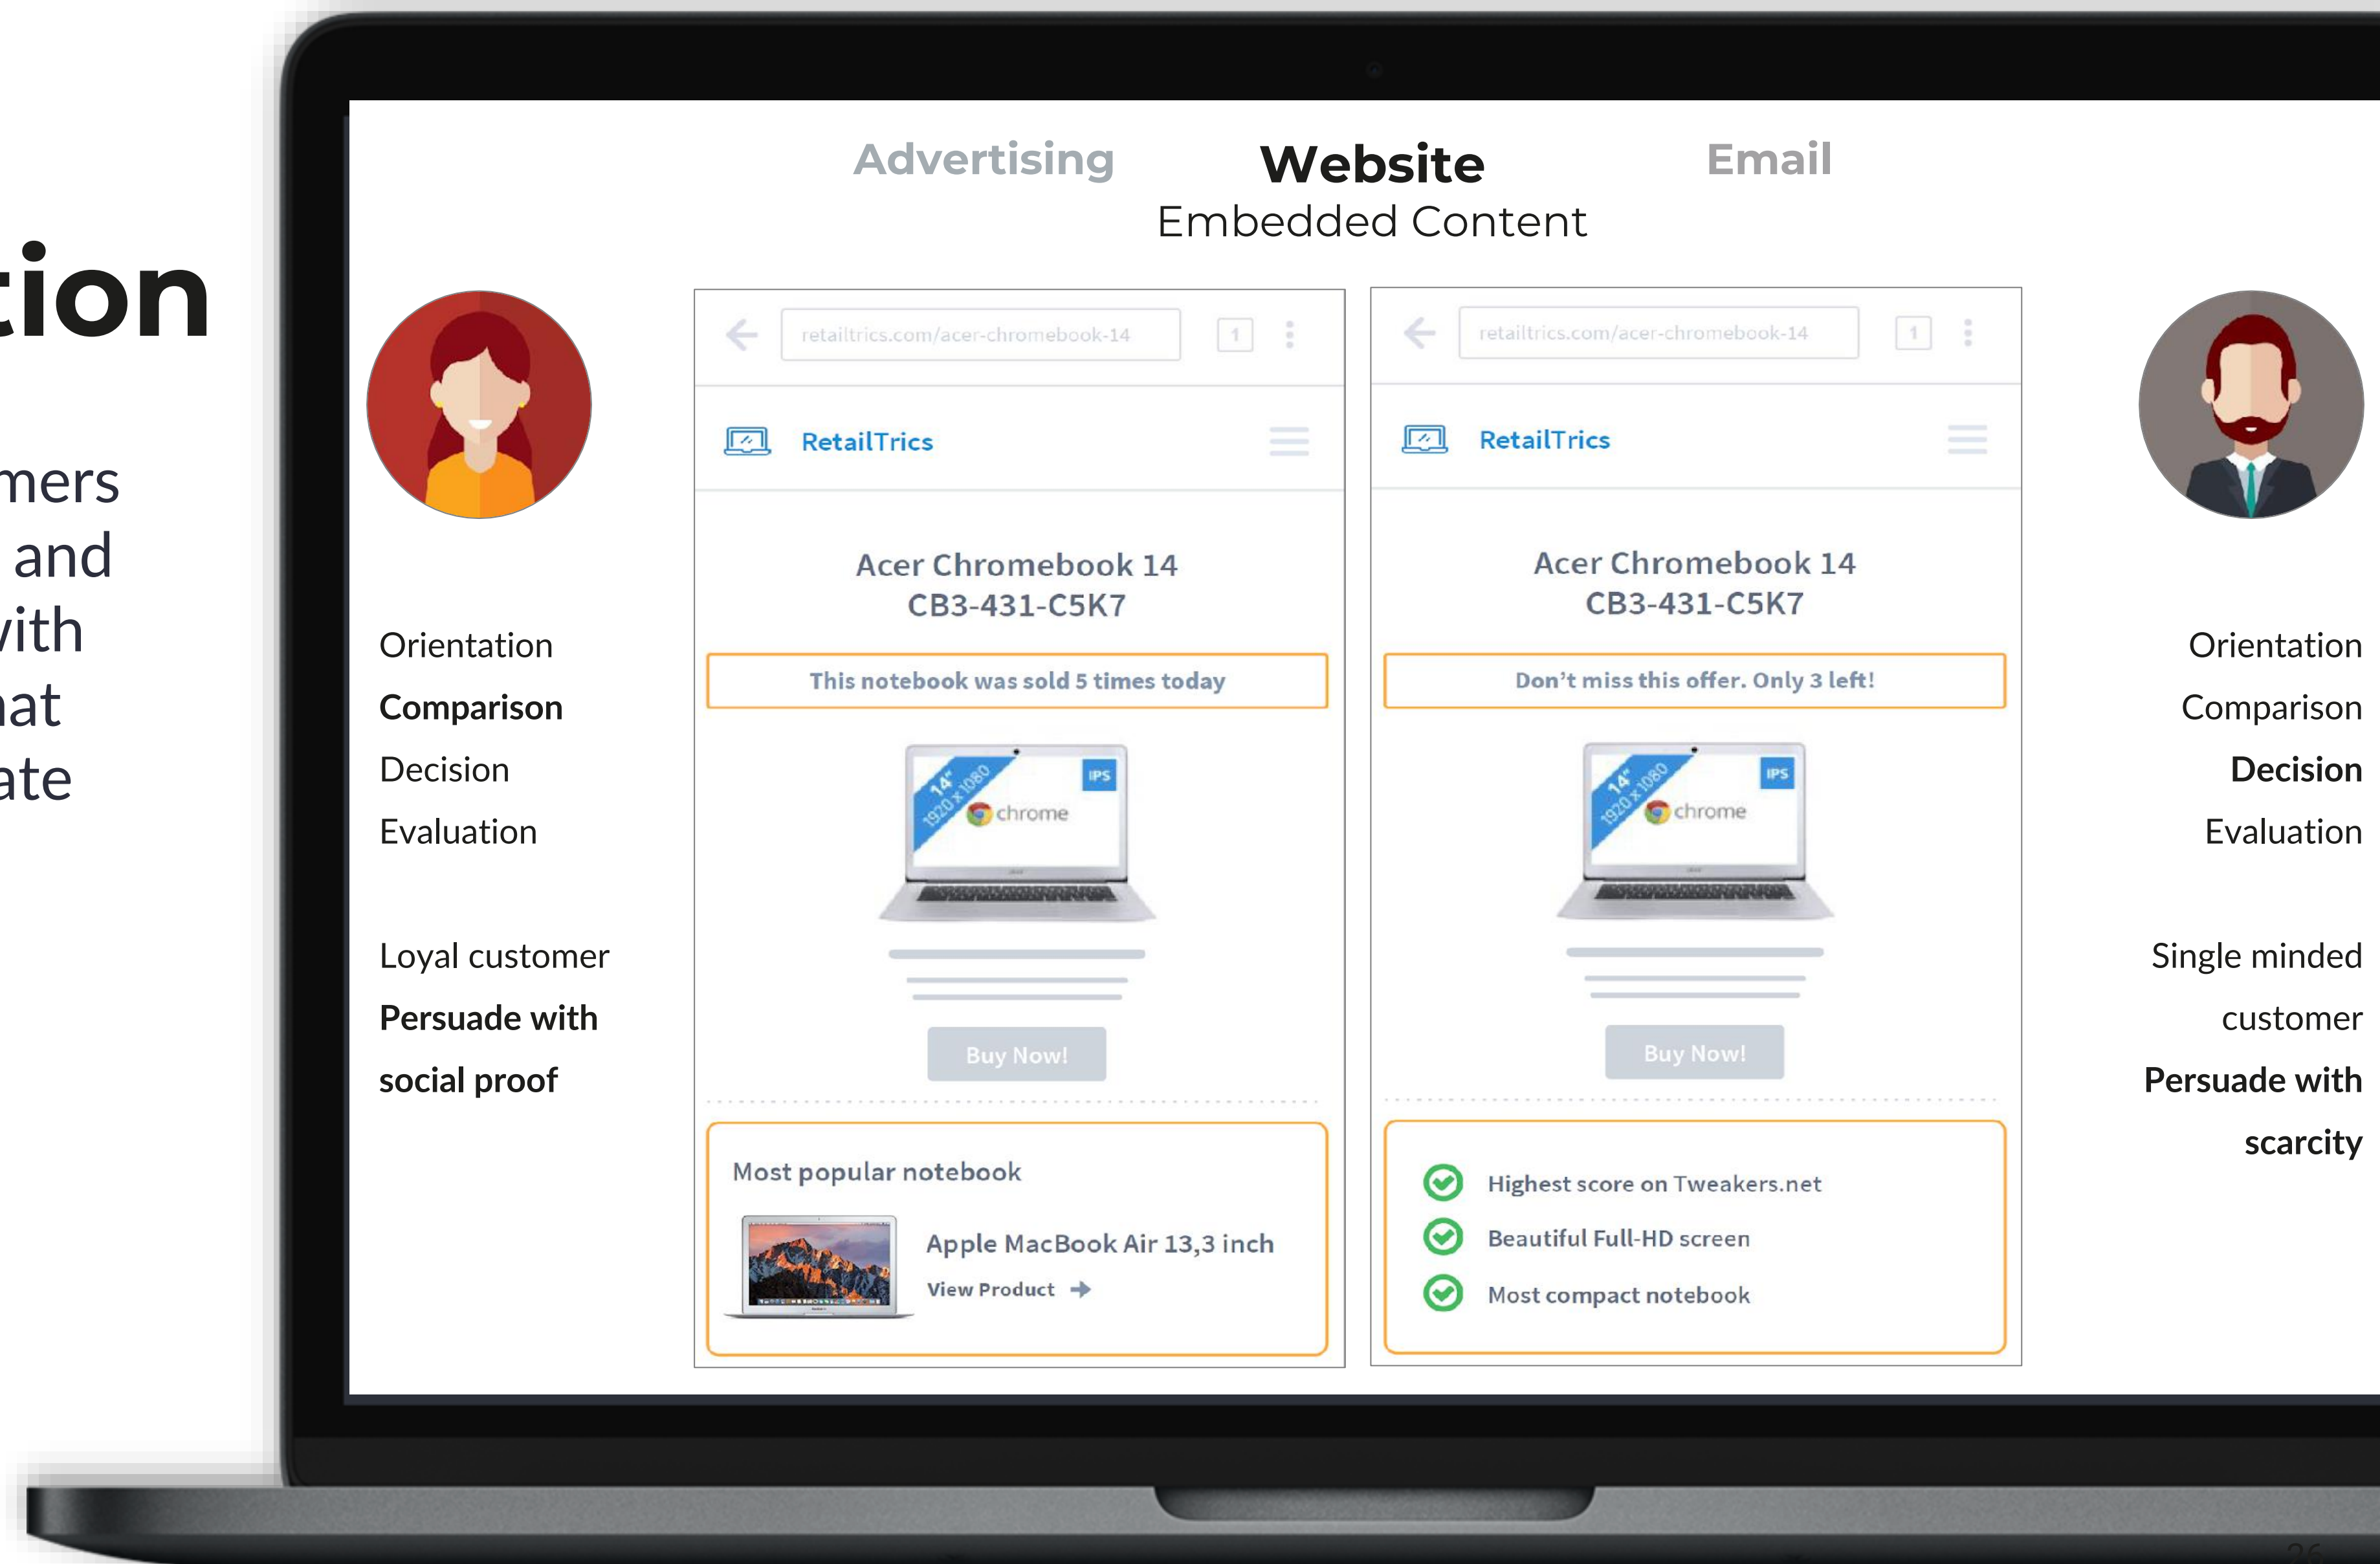 tion
mers
and
with
hat
ate
Advertising
Website
Email
Embedded Content
Orientation
Comparison
Decision
Evaluation
Loyal customer
Persuade with
social proof
retailtrics.com/acer-chromebook-14
1
RetailTrics
Acer Chromebook 14
CB3-431-C5K7
This notebook was sold 5 times today
14"
1920 x 1080
IPS
chrome
acer
Buy Now!
Most popular notebook
Apple MacBook Air 13,3 inch
View Product
retailtrics.com/acer-chromebook-14
1
RetailTrics
Acer Chromebook 14
CB3-431-C5K7
Don't miss this offer. Only 3 left!
14"
1920 x 1080
IPS
chrome
acer
Buy Now!
Highest score on Tweakers.net
Beautiful Full-HD screen
Most compact notebook
Orientation
Comparison
Decision
Evaluation
Single minded
customer
Persuade with
scarcity
26